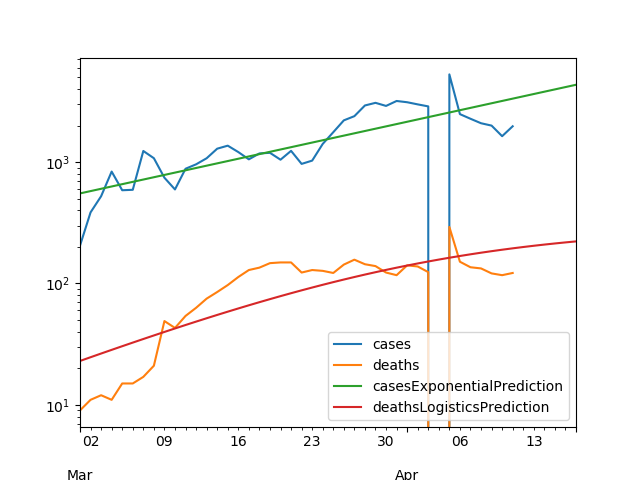 10³
10²
10¹
cases
deaths
casesExponentialPrediction
deathsLogisticsPrediction
02 09 16 23 30 06 13
Mar Apr